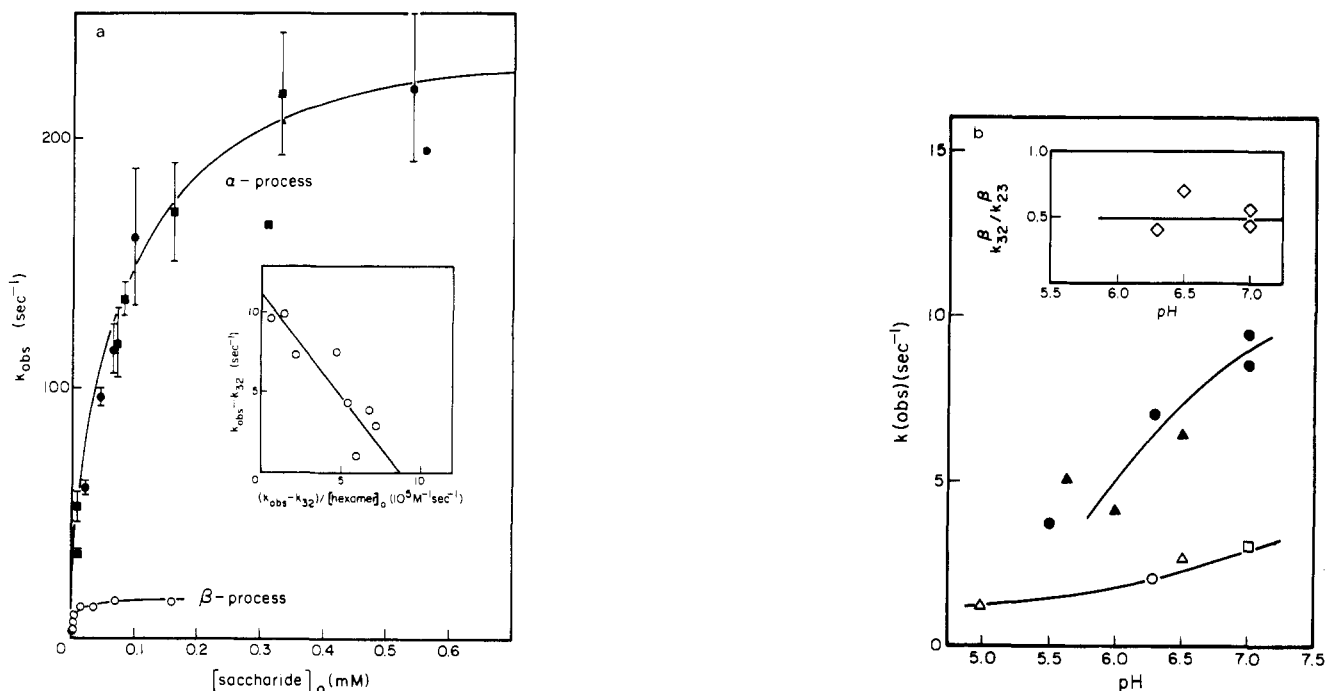 a
200
100
0
k_obs (sec⁻¹)
α - process
β - process
10
5
0
5
10
k_obs – k_32 (sec⁻¹)
(k_obs – k_32) / [hexamer]_o (10⁵ M⁻¹ sec⁻¹)
0.1
0.2
0.3
0.4
0.5
0.6
[saccharide]_o (mM)
b
15
10
5
0
k(obs)(sec⁻¹)
1.0
0.5
k^β_32 / k^β_23
5.5
6.0
6.5
7.0
pH
5.0
5.5
6.0
6.5
7.0
7.5
pH